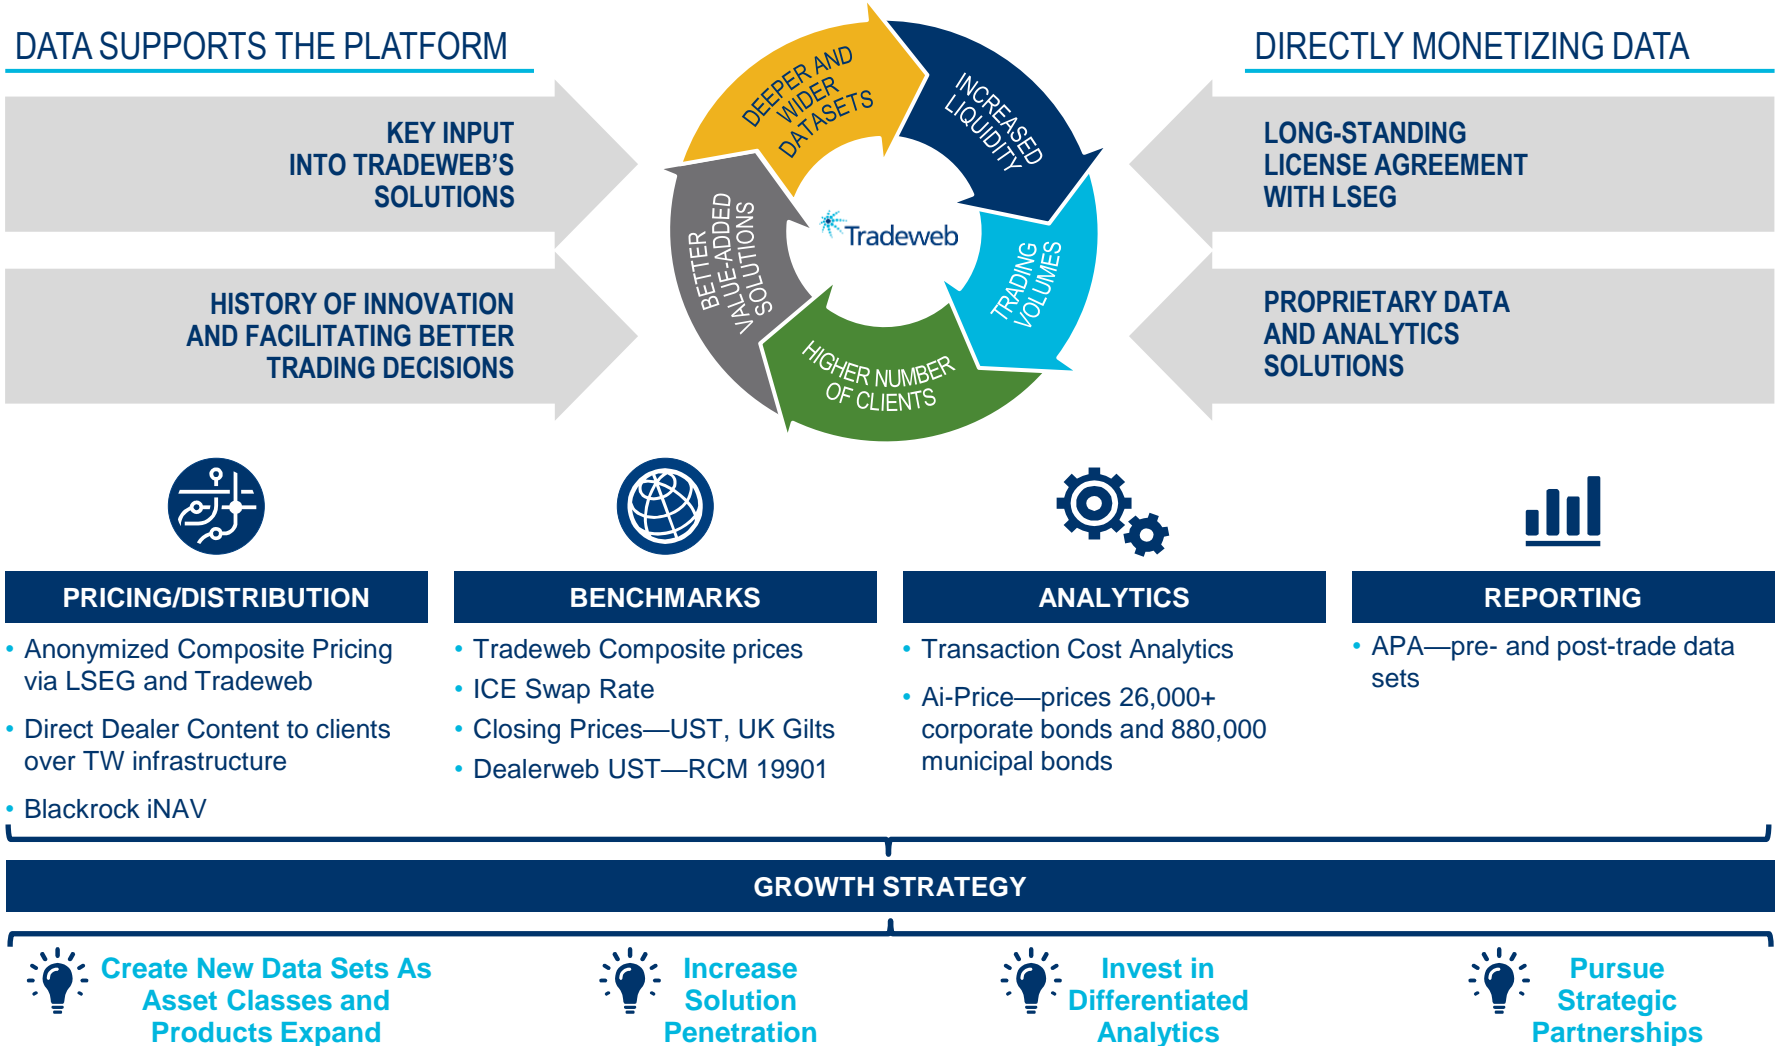 DATA SUPPORTS THE PLATFORM
KEY INPUT
INTO TRADEWEB'S
SOLUTIONS
HISTORY OF INNOVATION
AND FACILITATING BETTER
TRADING DECISIONS
DEEPER AND
WIDER
DATASETS
INCREASED
LIQUIDITY
TRADING
VOLUMES
HIGHER NUMBER
OF CLIENTS
BETTER
VALUE-ADDED
SOLUTIONS
Tradeweb
DIRECTLY MONETIZING DATA
LONG-STANDING
LICENSE AGREEMENT
WITH LSEG
PROPRIETARY DATA
AND ANALYTICS
SOLUTIONS
PRICING/DISTRIBUTION
• Anonymized Composite Pricing
via LSEG and Tradeweb
• Direct Dealer Content to clients
over TW infrastructure
• Blackrock iNAV
BENCHMARKS
• Tradeweb Composite prices
• ICE Swap Rate
• Closing Prices—UST, UK Gilts
• Dealerweb UST—RCM 19901
ANALYTICS
• Transaction Cost Analytics
• Ai-Price—prices 26,000+
corporate bonds and 880,000
municipal bonds
REPORTING
• APA—pre- and post-trade data
sets
GROWTH STRATEGY
Create New Data Sets As
Asset Classes and
Products Expand
Increase
Solution
Penetration
Invest in
Differentiated
Analytics
Pursue
Strategic
Partnerships